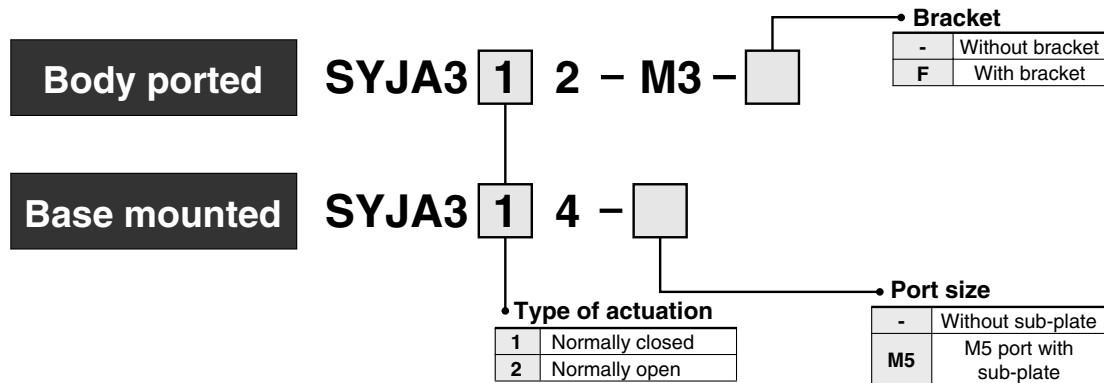 Bracket
- Without bracket
F With bracket
Body ported SYJA3 1 2 – M3 –
Base mounted SYJA3 1 4 –
Type of actuation
1 Normally closed
2 Normally open
Port size
- Without sub-plate
M5 M5 port with
sub-plate